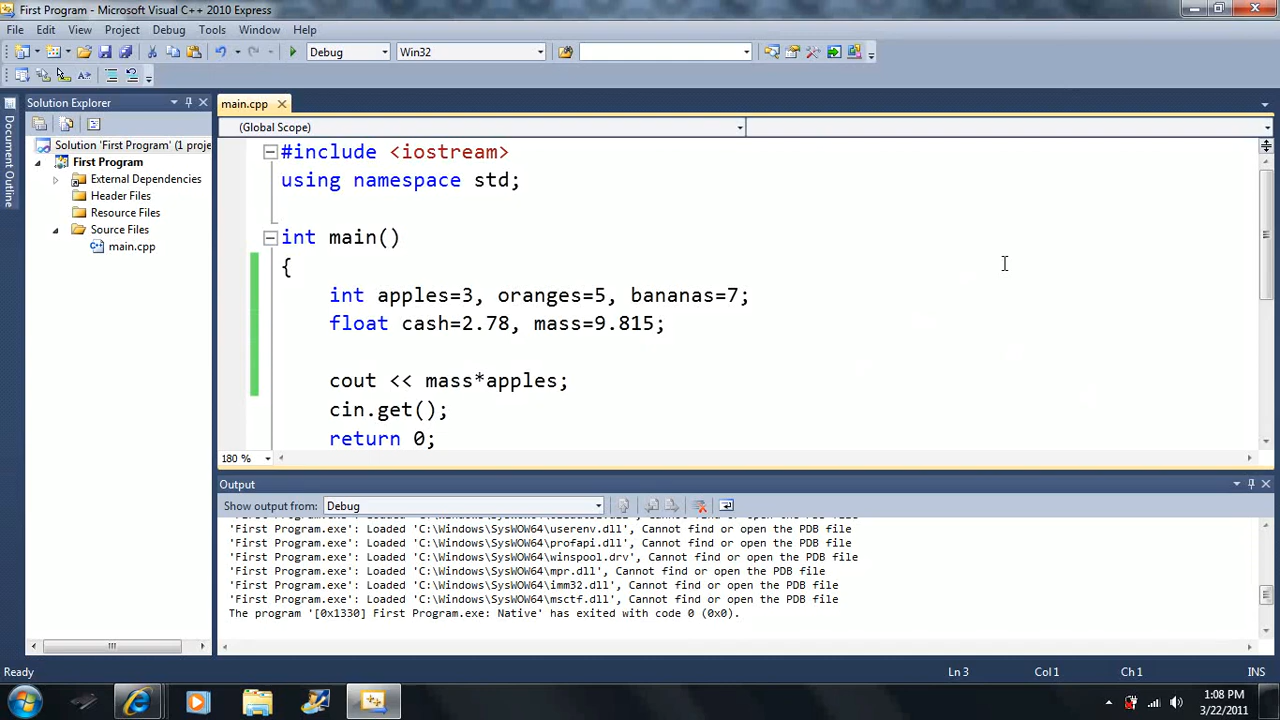 First Program - Microsoft Visual C++ 2010 Express
File Edit View Project Debug Tools Window Help
Debug Win32
Document Outline
Solution Explorer
Solution 'First Program' (1 proje
First Program
External Dependencies
Header Files
Resource Files
Source Files
main.cpp
main.cpp
(Global Scope)
#include <iostream>
using namespace std;
int main()
{
int apples=3, oranges=5, bananas=7;
float cash=2.78, mass=9.815;
cout << mass*apples;
cin.get();
return 0;
180 %
Output
Show output from: Debug
'First Program.exe': Loaded 'C:\Windows\SysWOW64\userenv.dll', Cannot find or open the PDB file
'First Program.exe': Loaded 'C:\Windows\SysWOW64\profapi.dll', Cannot find or open the PDB file
'First Program.exe': Loaded 'C:\Windows\SysWOW64\winspool.drv', Cannot find or open the PDB file
'First Program.exe': Loaded 'C:\Windows\SysWOW64\mpr.dll', Cannot find or open the PDB file
'First Program.exe': Loaded 'C:\Windows\SysWOW64\imm32.dll', Cannot find or open the PDB file
'First Program.exe': Loaded 'C:\Windows\SysWOW64\msctf.dll', Cannot find or open the PDB file
The program '[0x1330] First Program.exe: Native' has exited with code 0 (0x0).
Ready Ln 3 Col 1 Ch 1 INS
1:08 PM
3/22/2011